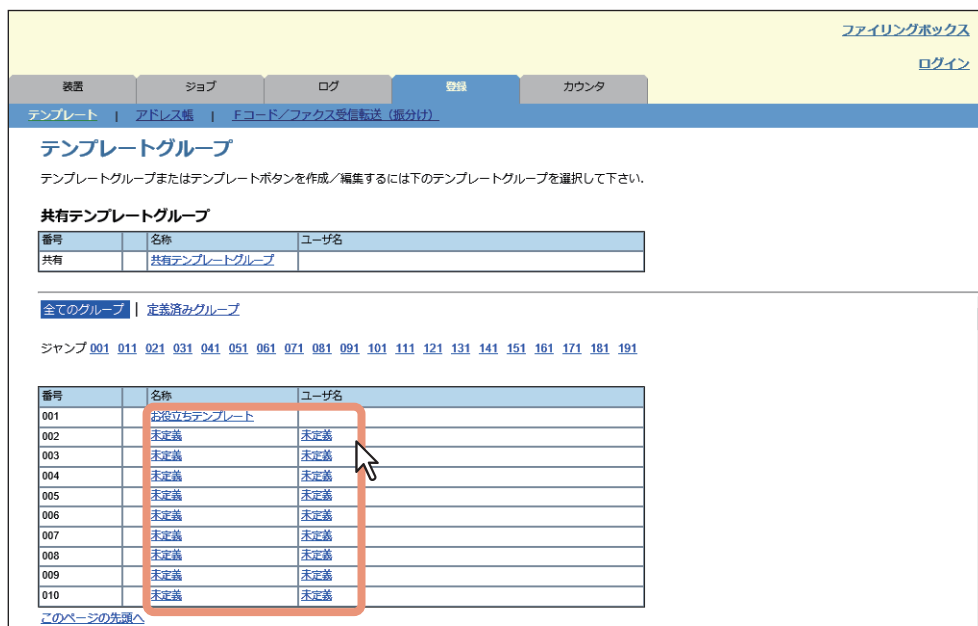 ファイリングボックス
ログイン
装置 ジョブ ログ 登録 カウンタ
テンプレート | アドレス帳 | Fコード/ファクス受信転送（振分け）
テンプレートグループ
テンプレートグループまたはテンプレートボタンを作成/編集するには下のテンプレートグループを選択して下さい.
共有テンプレートグループ
番号 名称 ユーザ名
共有 共有テンプレートグループ
全てのグループ | 定義済みグループ
ジャンプ 001 011 021 031 041 051 061 071 081 091 101 111 121 131 141 151 161 171 181 191
番号 名称 ユーザ名
001 お役立ちテンプレート
002 未定義 未定義
003 未定義 未定義
004 未定義 未定義
005 未定義 未定義
006 未定義 未定義
007 未定義 未定義
008 未定義 未定義
009 未定義 未定義
010 未定義 未定義
このページの先頭へ